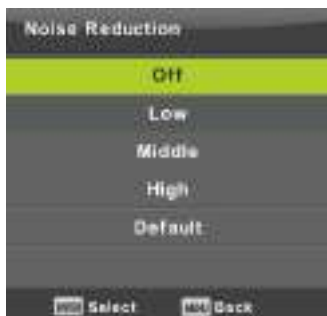 Noise Reduction
Off
Low
Middle
High
Default
Select Back